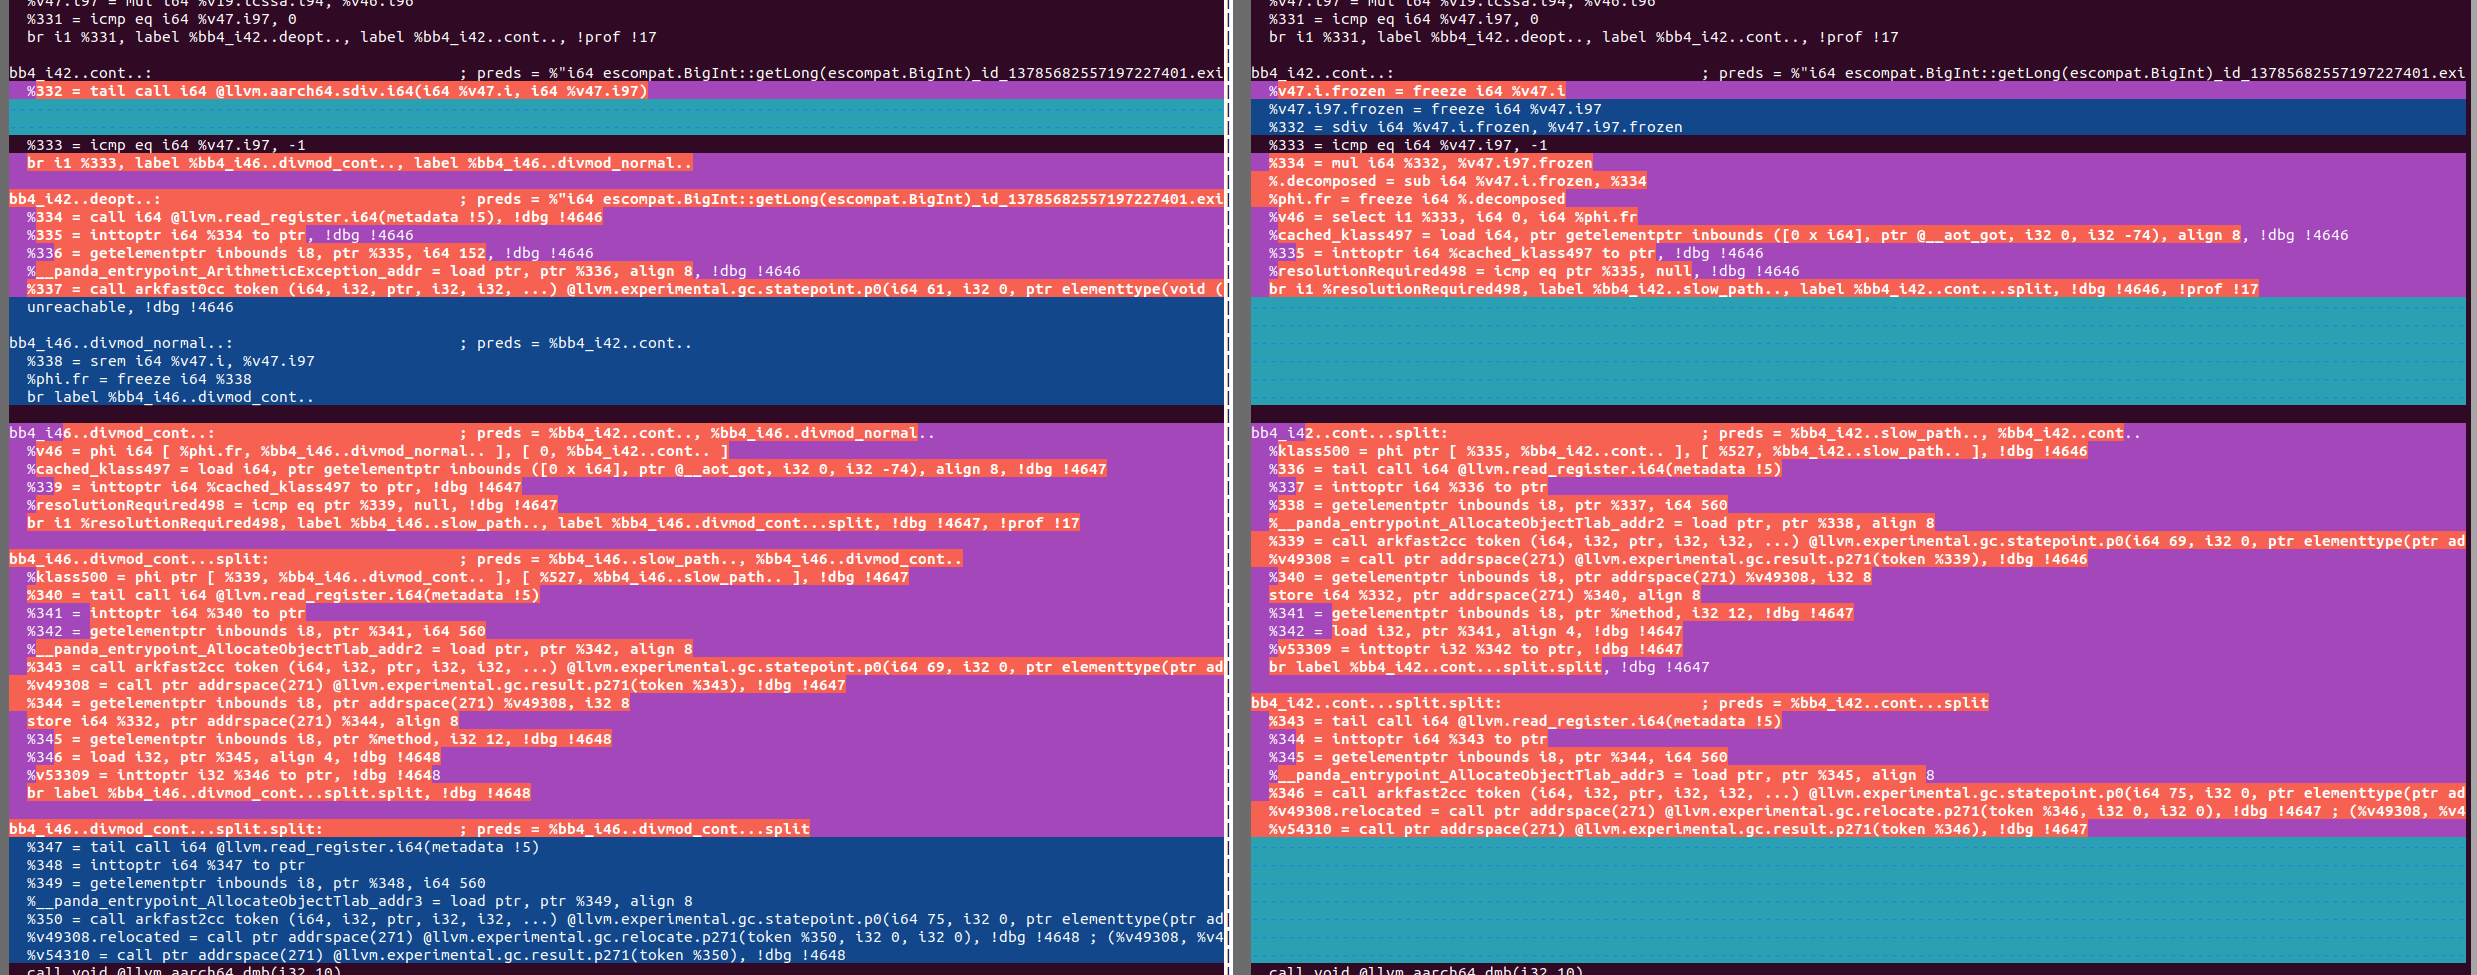 %v47.i97 = mul i64 %v19.lcssa.i94, %v46.i96
%331 = icmp eq i64 %v47.i97, 0
br i1 %331, label %bb4_i42..deopt.., label %bb4_i42..cont.., !prof !17
bb4_i42..cont..: ; preds = %"i64 escompat.BigInt::getLong(escompat.BigInt)_id_13785682557197227401.exi
%332 = tail call i64 @llvm.aarch64.sdiv.i64(i64 %v47.i, i64 %v47.i97)
%333 = icmp eq i64 %v47.i97, -1
br i1 %333, label %bb4_i46..divmod_cont.., label %bb4_i46..divmod_normal..
bb4_i42..deopt..: ; preds = %"i64 escompat.BigInt::getLong(escompat.BigInt)_id_13785682557197227401.exi
%334 = call i64 @llvm.read_register.i64(metadata !5), !dbg !4646
%335 = inttoptr i64 %334 to ptr, !dbg !4646
%336 = getelementptr inbounds i8, ptr %335, i64 152, !dbg !4646
%__panda_entrypoint_ArithmeticException_addr = load ptr, ptr %336, align 8, !dbg !4646
%337 = call arkfast0cc token (i64, i32, ptr, i32, i32, ...) @llvm.experimental.gc.statepoint.p0(i64 61, i32 0, ptr elementtype(void (
unreachable, !dbg !4646
bb4_i46..divmod_normal..: ; preds = %bb4_i42..cont..
%338 = srem i64 %v47.i, %v47.i97
%phi.fr = freeze i64 %338
br label %bb4_i46..divmod_cont..
bb4_i46..divmod_cont..: ; preds = %bb4_i42..cont.., %bb4_i46..divmod_normal..
%v46 = phi i64 [ %phi.fr, %bb4_i46..divmod_normal.. ], [ 0, %bb4_i42..cont.. ]
%cached_klass497 = load i64, ptr getelementptr inbounds ([0 x i64], ptr @__aot_got, i32 0, i32 -74), align 8, !dbg !4647
%339 = inttoptr i64 %cached_klass497 to ptr, !dbg !4647
%resolutionRequired498 = icmp eq ptr %339, null, !dbg !4647
br i1 %resolutionRequired498, label %bb4_i46..slow_path.., label %bb4_i46..divmod_cont...split, !dbg !4647, !prof !17
bb4_i46..divmod_cont...split: ; preds = %bb4_i46..slow_path.., %bb4_i46..divmod_cont..
%klass500 = phi ptr [ %339, %bb4_i46..divmod_cont.. ], [ %527, %bb4_i46..slow_path.. ], !dbg !4647
%340 = tail call i64 @llvm.read_register.i64(metadata !5)
%341 = inttoptr i64 %340 to ptr
%342 = getelementptr inbounds i8, ptr %341, i64 560
%__panda_entrypoint_AllocateObjectTlab_addr2 = load ptr, ptr %342, align 8
%343 = call arkfast2cc token (i64, i32, ptr, i32, i32, ...) @llvm.experimental.gc.statepoint.p0(i64 69, i32 0, ptr elementtype(ptr ad
%v49308 = call ptr addrspace(271) @llvm.experimental.gc.result.p271(token %343), !dbg !4647
%344 = getelementptr inbounds i8, ptr addrspace(271) %v49308, i32 8
store i64 %332, ptr addrspace(271) %344, align 8
%345 = getelementptr inbounds i8, ptr %method, i32 12, !dbg !4648
%346 = load i32, ptr %345, align 4, !dbg !4648
%v53309 = inttoptr i32 %346 to ptr, !dbg !4648
br label %bb4_i46..divmod_cont...split.split, !dbg !4648
bb4_i46..divmod_cont...split.split: ; preds = %bb4_i46..divmod_cont...split
%347 = tail call i64 @llvm.read_register.i64(metadata !5)
%348 = inttoptr i64 %347 to ptr
%349 = getelementptr inbounds i8, ptr %348, i64 560
%__panda_entrypoint_AllocateObjectTlab_addr3 = load ptr, ptr %349, align 8
%350 = call arkfast2cc token (i64, i32, ptr, i32, i32, ...) @llvm.experimental.gc.statepoint.p0(i64 75, i32 0, ptr elementtype(ptr ad
%v49308.relocated = call ptr addrspace(271) @llvm.experimental.gc.relocate.p271(token %350, i32 0, i32 0), !dbg !4648 ; (%v49308, %v4
%v54310 = call ptr addrspace(271) @llvm.experimental.gc.result.p271(token %350), !dbg !4648
call void @llvm.aarch64.dmb(i32 10)
%v47.i97 = mul i64 %v19.lcssa.i94, %v46.i96
%331 = icmp eq i64 %v47.i97, 0
br i1 %331, label %bb4_i42..deopt.., label %bb4_i42..cont.., !prof !17
bb4_i42..cont..: ; preds = %"i64 escompat.BigInt::getLong(escompat.BigInt)_id_13785682557197227401.exi
%v47.i.frozen = freeze i64 %v47.i
%v47.i97.frozen = freeze i64 %v47.i97
%332 = sdiv i64 %v47.i.frozen, %v47.i97.frozen
%333 = icmp eq i64 %v47.i97, -1
%334 = mul i64 %332, %v47.i97.frozen
%.decomposed = sub i64 %v47.i.frozen, %334
%phi.fr = freeze i64 %.decomposed
%v46 = select i1 %333, i64 0, i64 %phi.fr
%cached_klass497 = load i64, ptr getelementptr inbounds ([0 x i64], ptr @__aot_got, i32 0, i32 -74), align 8, !dbg !4646
%335 = inttoptr i64 %cached_klass497 to ptr, !dbg !4646
%resolutionRequired498 = icmp eq ptr %335, null, !dbg !4646
br i1 %resolutionRequired498, label %bb4_i42..slow_path.., label %bb4_i42..cont...split, !dbg !4646, !prof !17
bb4_i42..cont...split: ; preds = %bb4_i42..slow_path.., %bb4_i42..cont..
%klass500 = phi ptr [ %335, %bb4_i42..cont.. ], [ %527, %bb4_i42..slow_path.. ], !dbg !4646
%336 = tail call i64 @llvm.read_register.i64(metadata !5)
%337 = inttoptr i64 %336 to ptr
%338 = getelementptr inbounds i8, ptr %337, i64 560
%__panda_entrypoint_AllocateObjectTlab_addr2 = load ptr, ptr %338, align 8
%339 = call arkfast2cc token (i64, i32, ptr, i32, i32, ...) @llvm.experimental.gc.statepoint.p0(i64 69, i32 0, ptr elementtype(ptr ad
%v49308 = call ptr addrspace(271) @llvm.experimental.gc.result.p271(token %339), !dbg !4646
%340 = getelementptr inbounds i8, ptr addrspace(271) %v49308, i32 8
store i64 %332, ptr addrspace(271) %340, align 8
%341 = getelementptr inbounds i8, ptr %method, i32 12, !dbg !4647
%342 = load i32, ptr %341, align 4, !dbg !4647
%v53309 = inttoptr i32 %342 to ptr, !dbg !4647
br label %bb4_i42..cont...split.split, !dbg !4647
bb4_i42..cont...split.split: ; preds = %bb4_i42..cont...split
%343 = tail call i64 @llvm.read_register.i64(metadata !5)
%344 = inttoptr i64 %343 to ptr
%345 = getelementptr inbounds i8, ptr %344, i64 560
%__panda_entrypoint_AllocateObjectTlab_addr3 = load ptr, ptr %345, align 8
%346 = call arkfast2cc token (i64, i32, ptr, i32, i32, ...) @llvm.experimental.gc.statepoint.p0(i64 75, i32 0, ptr elementtype(ptr ad
%v49308.relocated = call ptr addrspace(271) @llvm.experimental.gc.relocate.p271(token %346, i32 0, i32 0), !dbg !4647 ; (%v49308, %v4
%v54310 = call ptr addrspace(271) @llvm.experimental.gc.result.p271(token %346), !dbg !4647
call void @llvm.aarch64.dmb(i32 10)